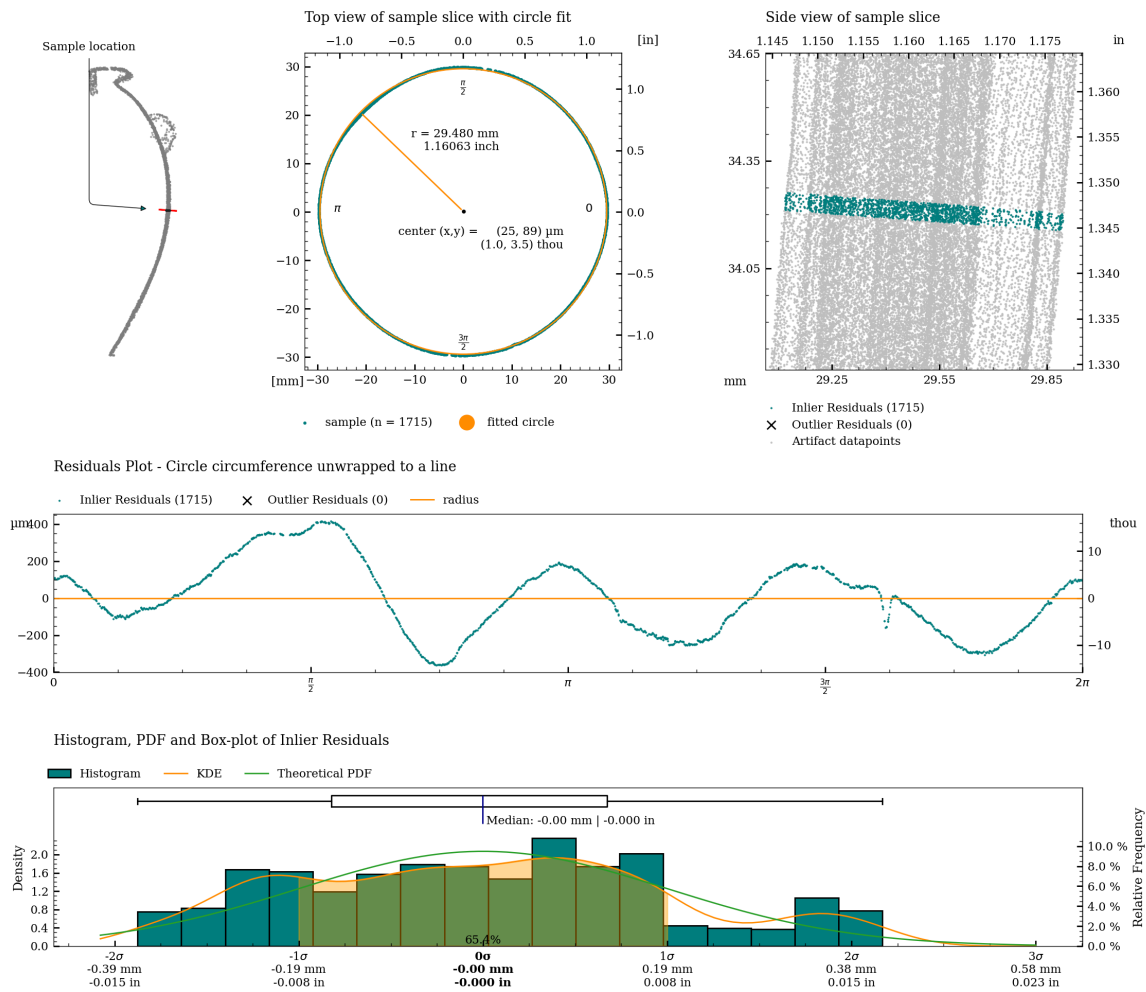 Sample location
Top view of sample slice with circle fit
−1.0 −0.5 0.0 0.5 1.0 [in]
30
20
10
0
−10
−20
−30
[mm]
−30 −20 −10 0 10 20 30
1.0
0.5
0.0
−0.5
−1.0
π/2
π
0
3π/2
r = 29.480 mm
1.16063 inch
center (x,y) = (25, 89) µm
(1.0, 3.5) thou
sample (n = 1715) fitted circle
Side view of sample slice
1.145 1.150 1.155 1.160 1.165 1.170 1.175 in
34.65
34.35
34.05
mm
29.25 29.55 29.85
1.360
1.355
1.350
1.345
1.340
1.335
1.330
Inlier Residuals (1715)
Outlier Residuals (0)
Artifact datapoints
Residuals Plot - Circle circumference unwrapped to a line
Inlier Residuals (1715) Outlier Residuals (0) radius
µm
400
200
0
−200
−400
thou
10
0
−10
0 π/2 π 3π/2 2π
Histogram, PDF and Box-plot of Inlier Residuals
Histogram KDE Theoretical PDF
Median: -0.00 mm | -0.000 in
Density
2.0
1.6
1.2
0.8
0.4
0.0
Relative Frequency
10.0 %
8.0 %
6.0 %
4.0 %
2.0 %
0.0 %
65.4%
-2σ -1σ 0σ 1σ 2σ 3σ
-0.39 mm -0.19 mm -0.00 mm 0.19 mm 0.38 mm 0.58 mm
-0.015 in -0.008 in -0.000 in 0.008 in 0.015 in 0.023 in